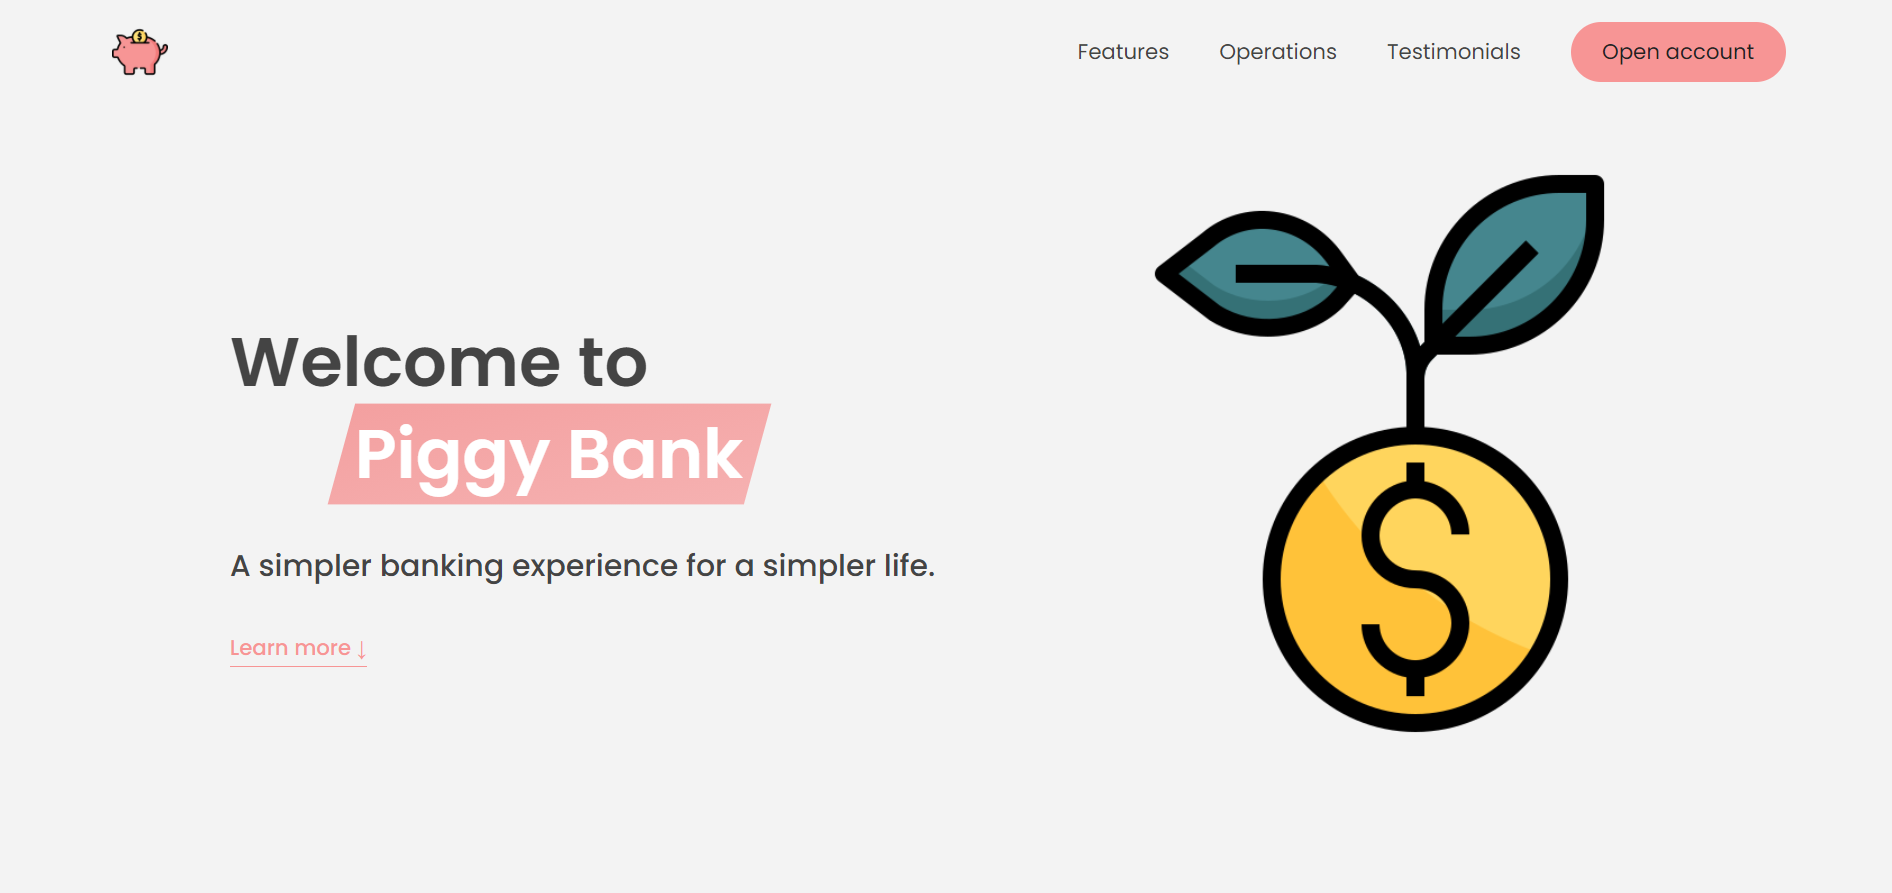 Features
Operations
Testimonials
Open account
Welcome to
Piggy Bank
A simpler banking experience for a simpler life.
Learn more ↓
$
$